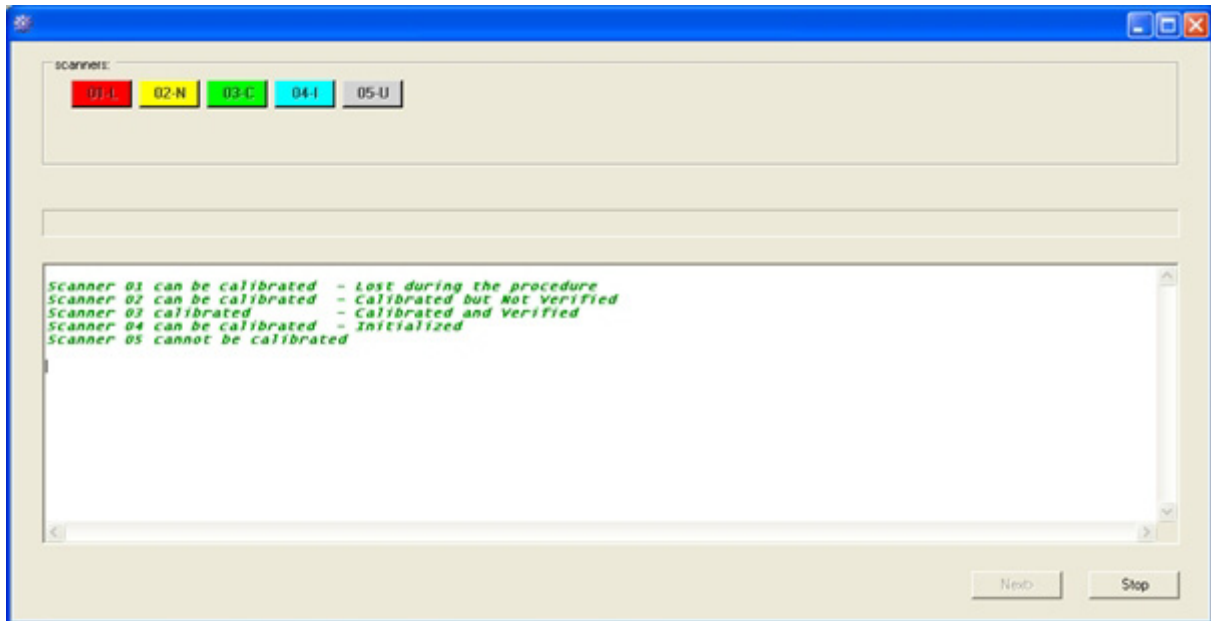 scanners:
01-L 02-N 03-C 04-I 05-U
Scanner 01 can be calibrated - Lost during the procedure
Scanner 02 can be calibrated - Calibrated but Not Verified
Scanner 03 calibrated - Calibrated and Verified
Scanner 04 can be calibrated - Initialized
Scanner 05 cannot be calibrated
Next> Stop